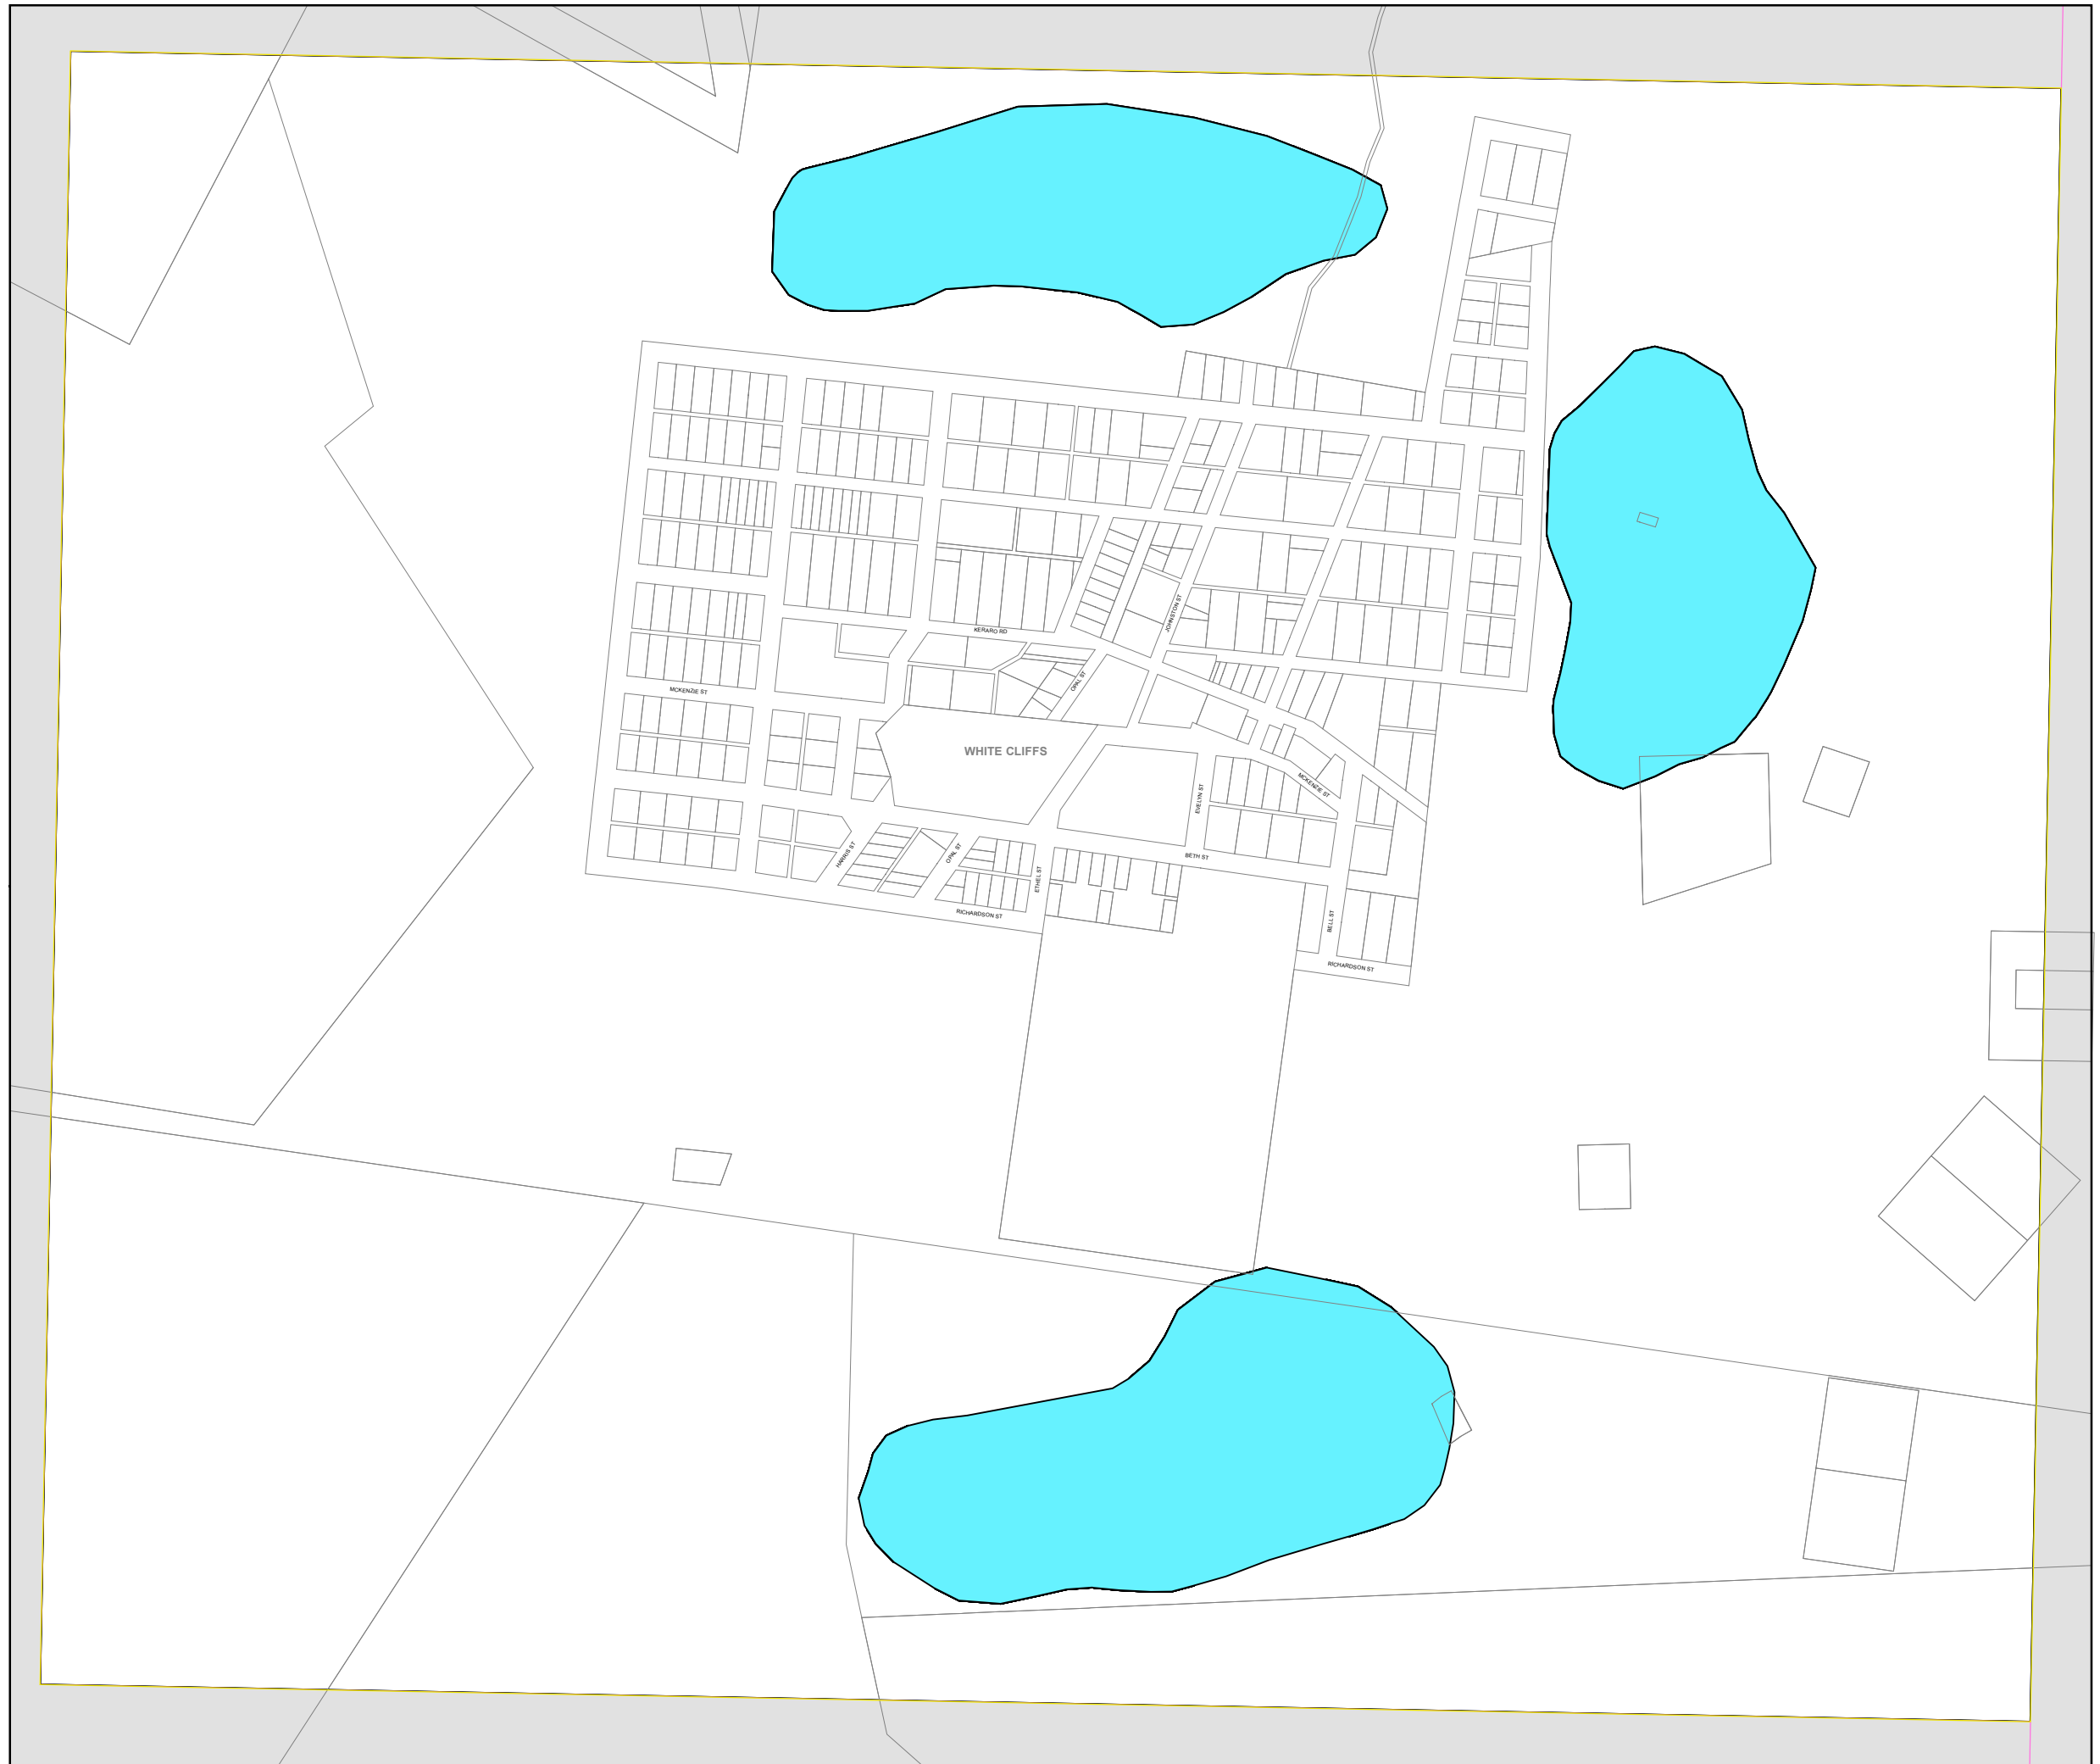 KERARO RD
JOHNSTON ST
OPAL ST
MCKENZIE ST
WHITE CLIFFS
MCKENZIE ST
EVELYN ST
HARRIS ST
OPAL ST
BETH ST
ETHEL ST
RICHARDSON ST
BELL ST
RICHARDSON ST